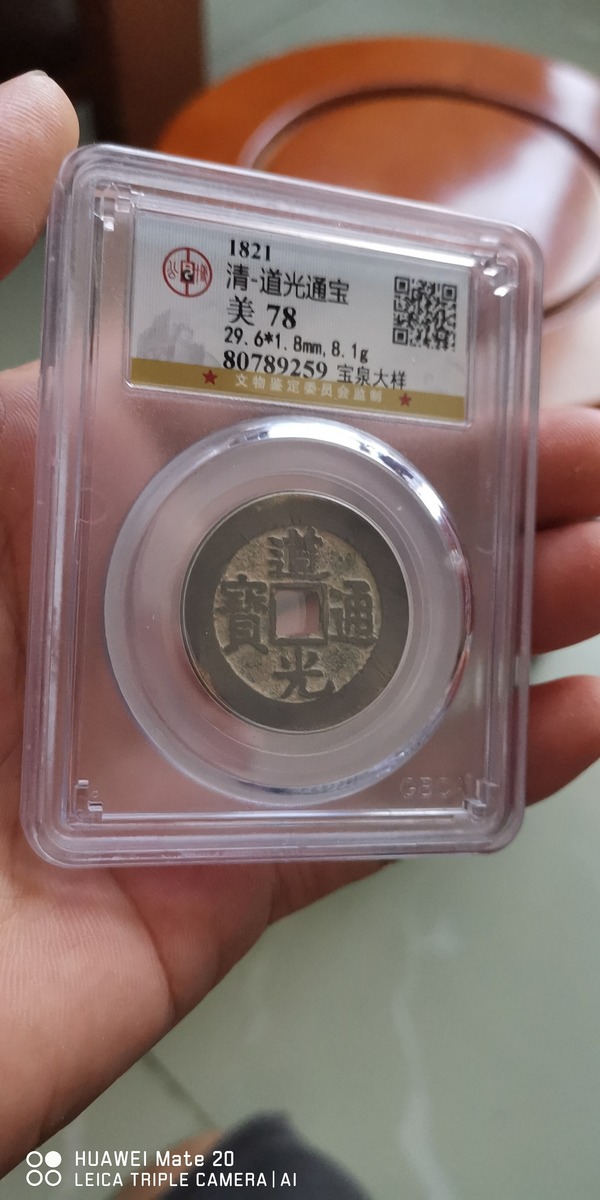 1821
清-道光通宝
美 78
29.6*1.8mm,8.1g
80789259 宝泉大样
文物鉴定委员会监制
道
寶 通
光
HUAWEI Mate 20
LEICA TRIPLE CAMERA | AI